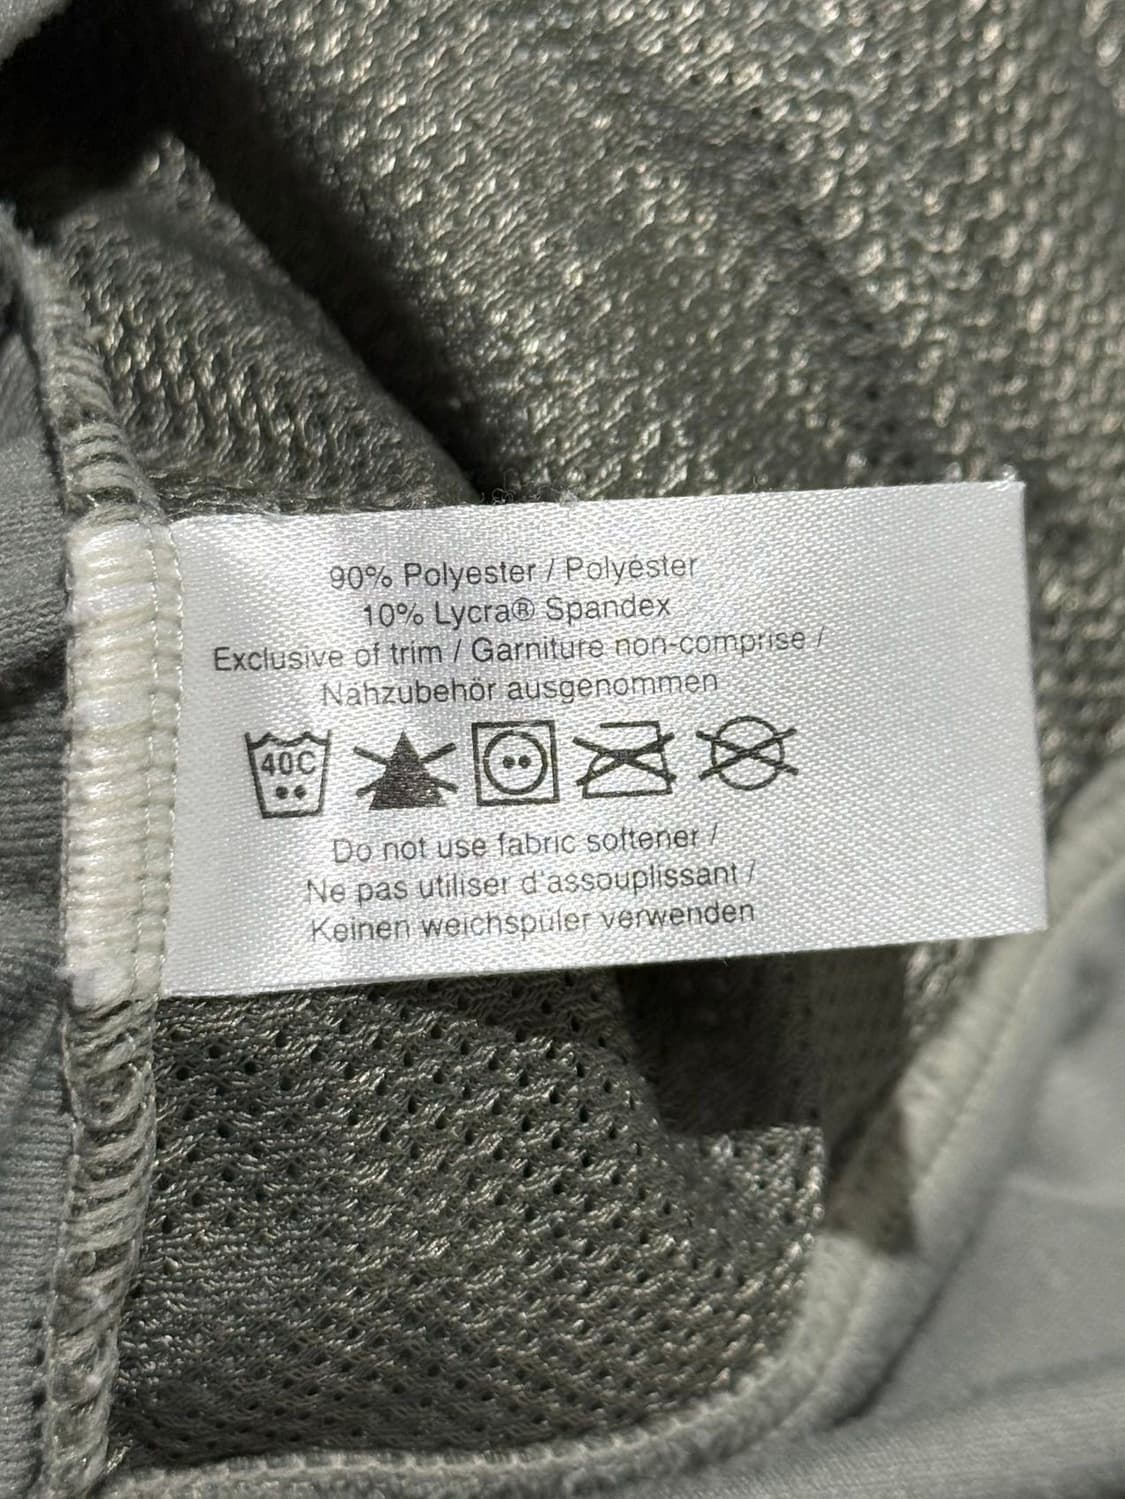 90% Polyester / Polyester
10% Lycra® Spandex
Exclusive of trim / Garniture non-comprise /
Nahzubehör ausgenommen
40C
Do not use fabric softener /
Ne pas utiliser d'assouplissant /
Keinen weichspuler verwenden